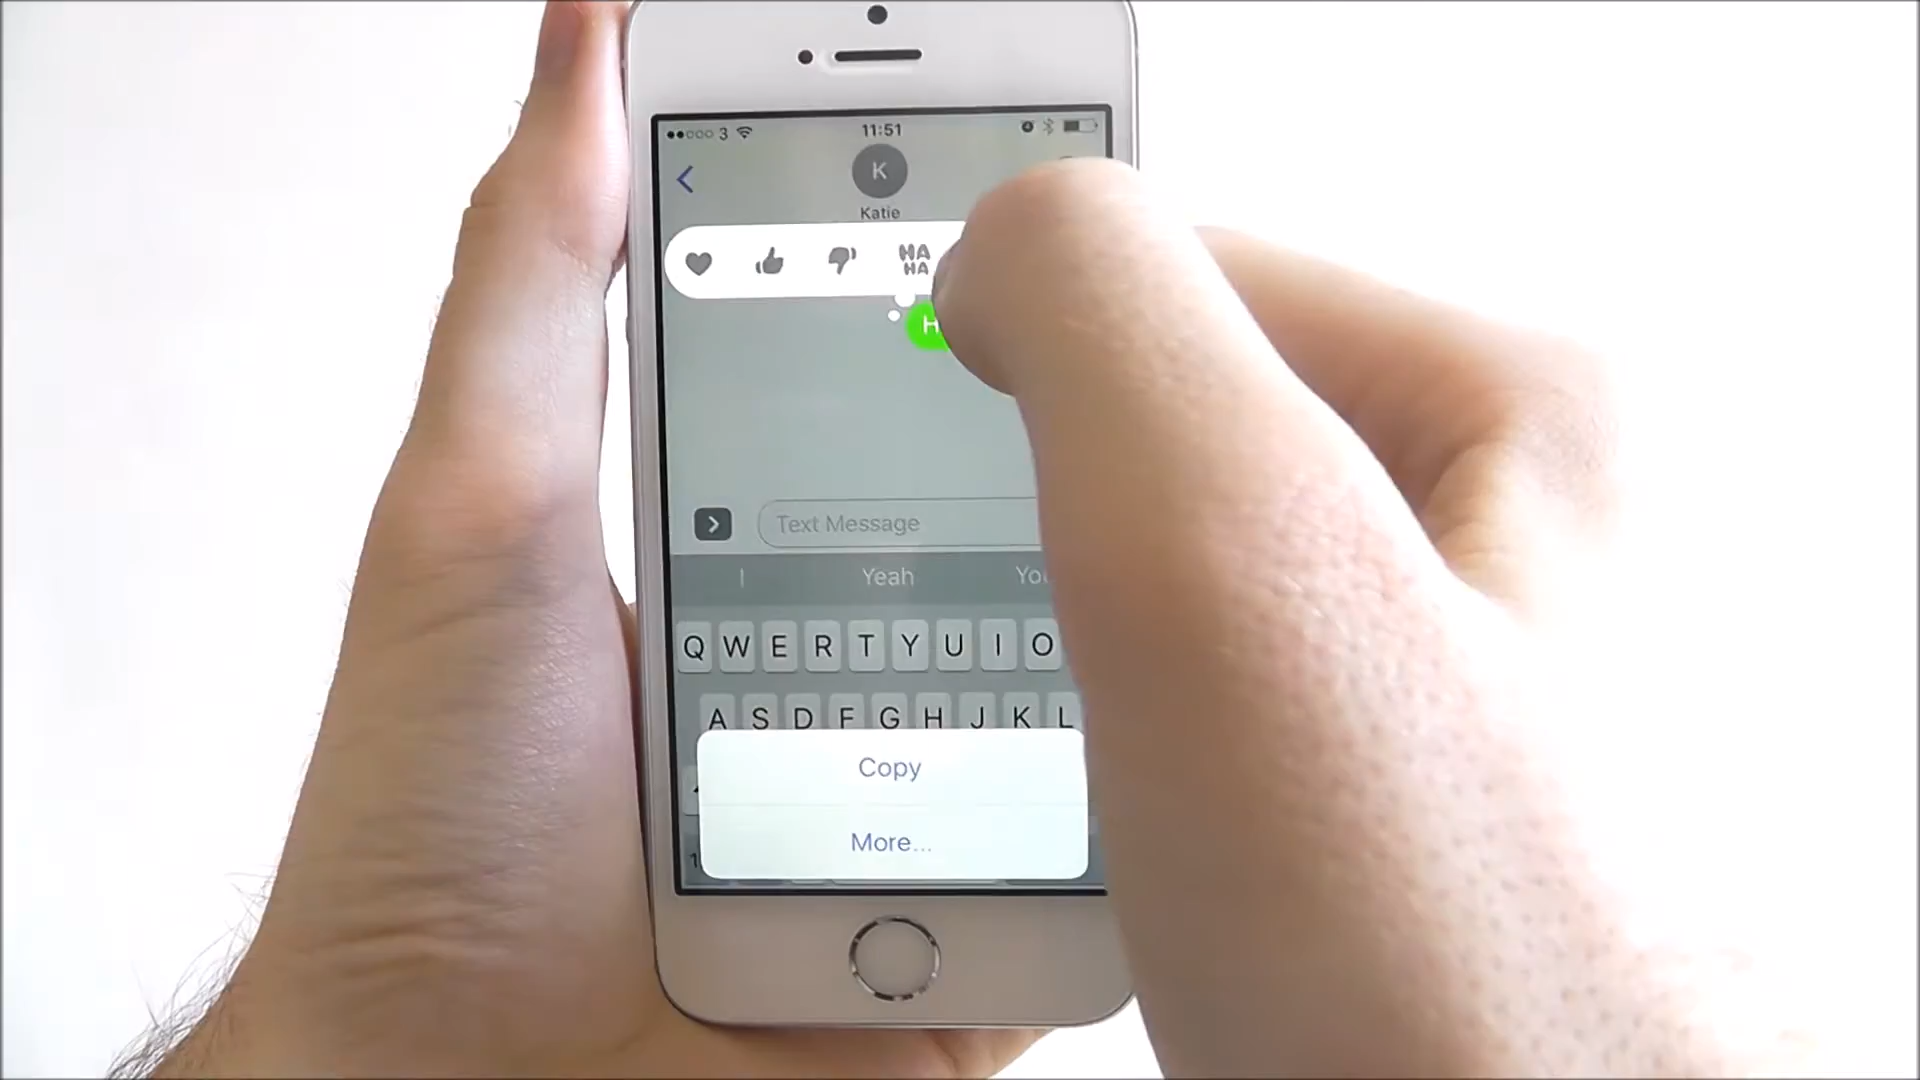 3 11:51
K
Katie
HA
HA
H
Text Message
I Yeah
Q W E R T Y U I O
A S D F G H J K L
Copy
More...